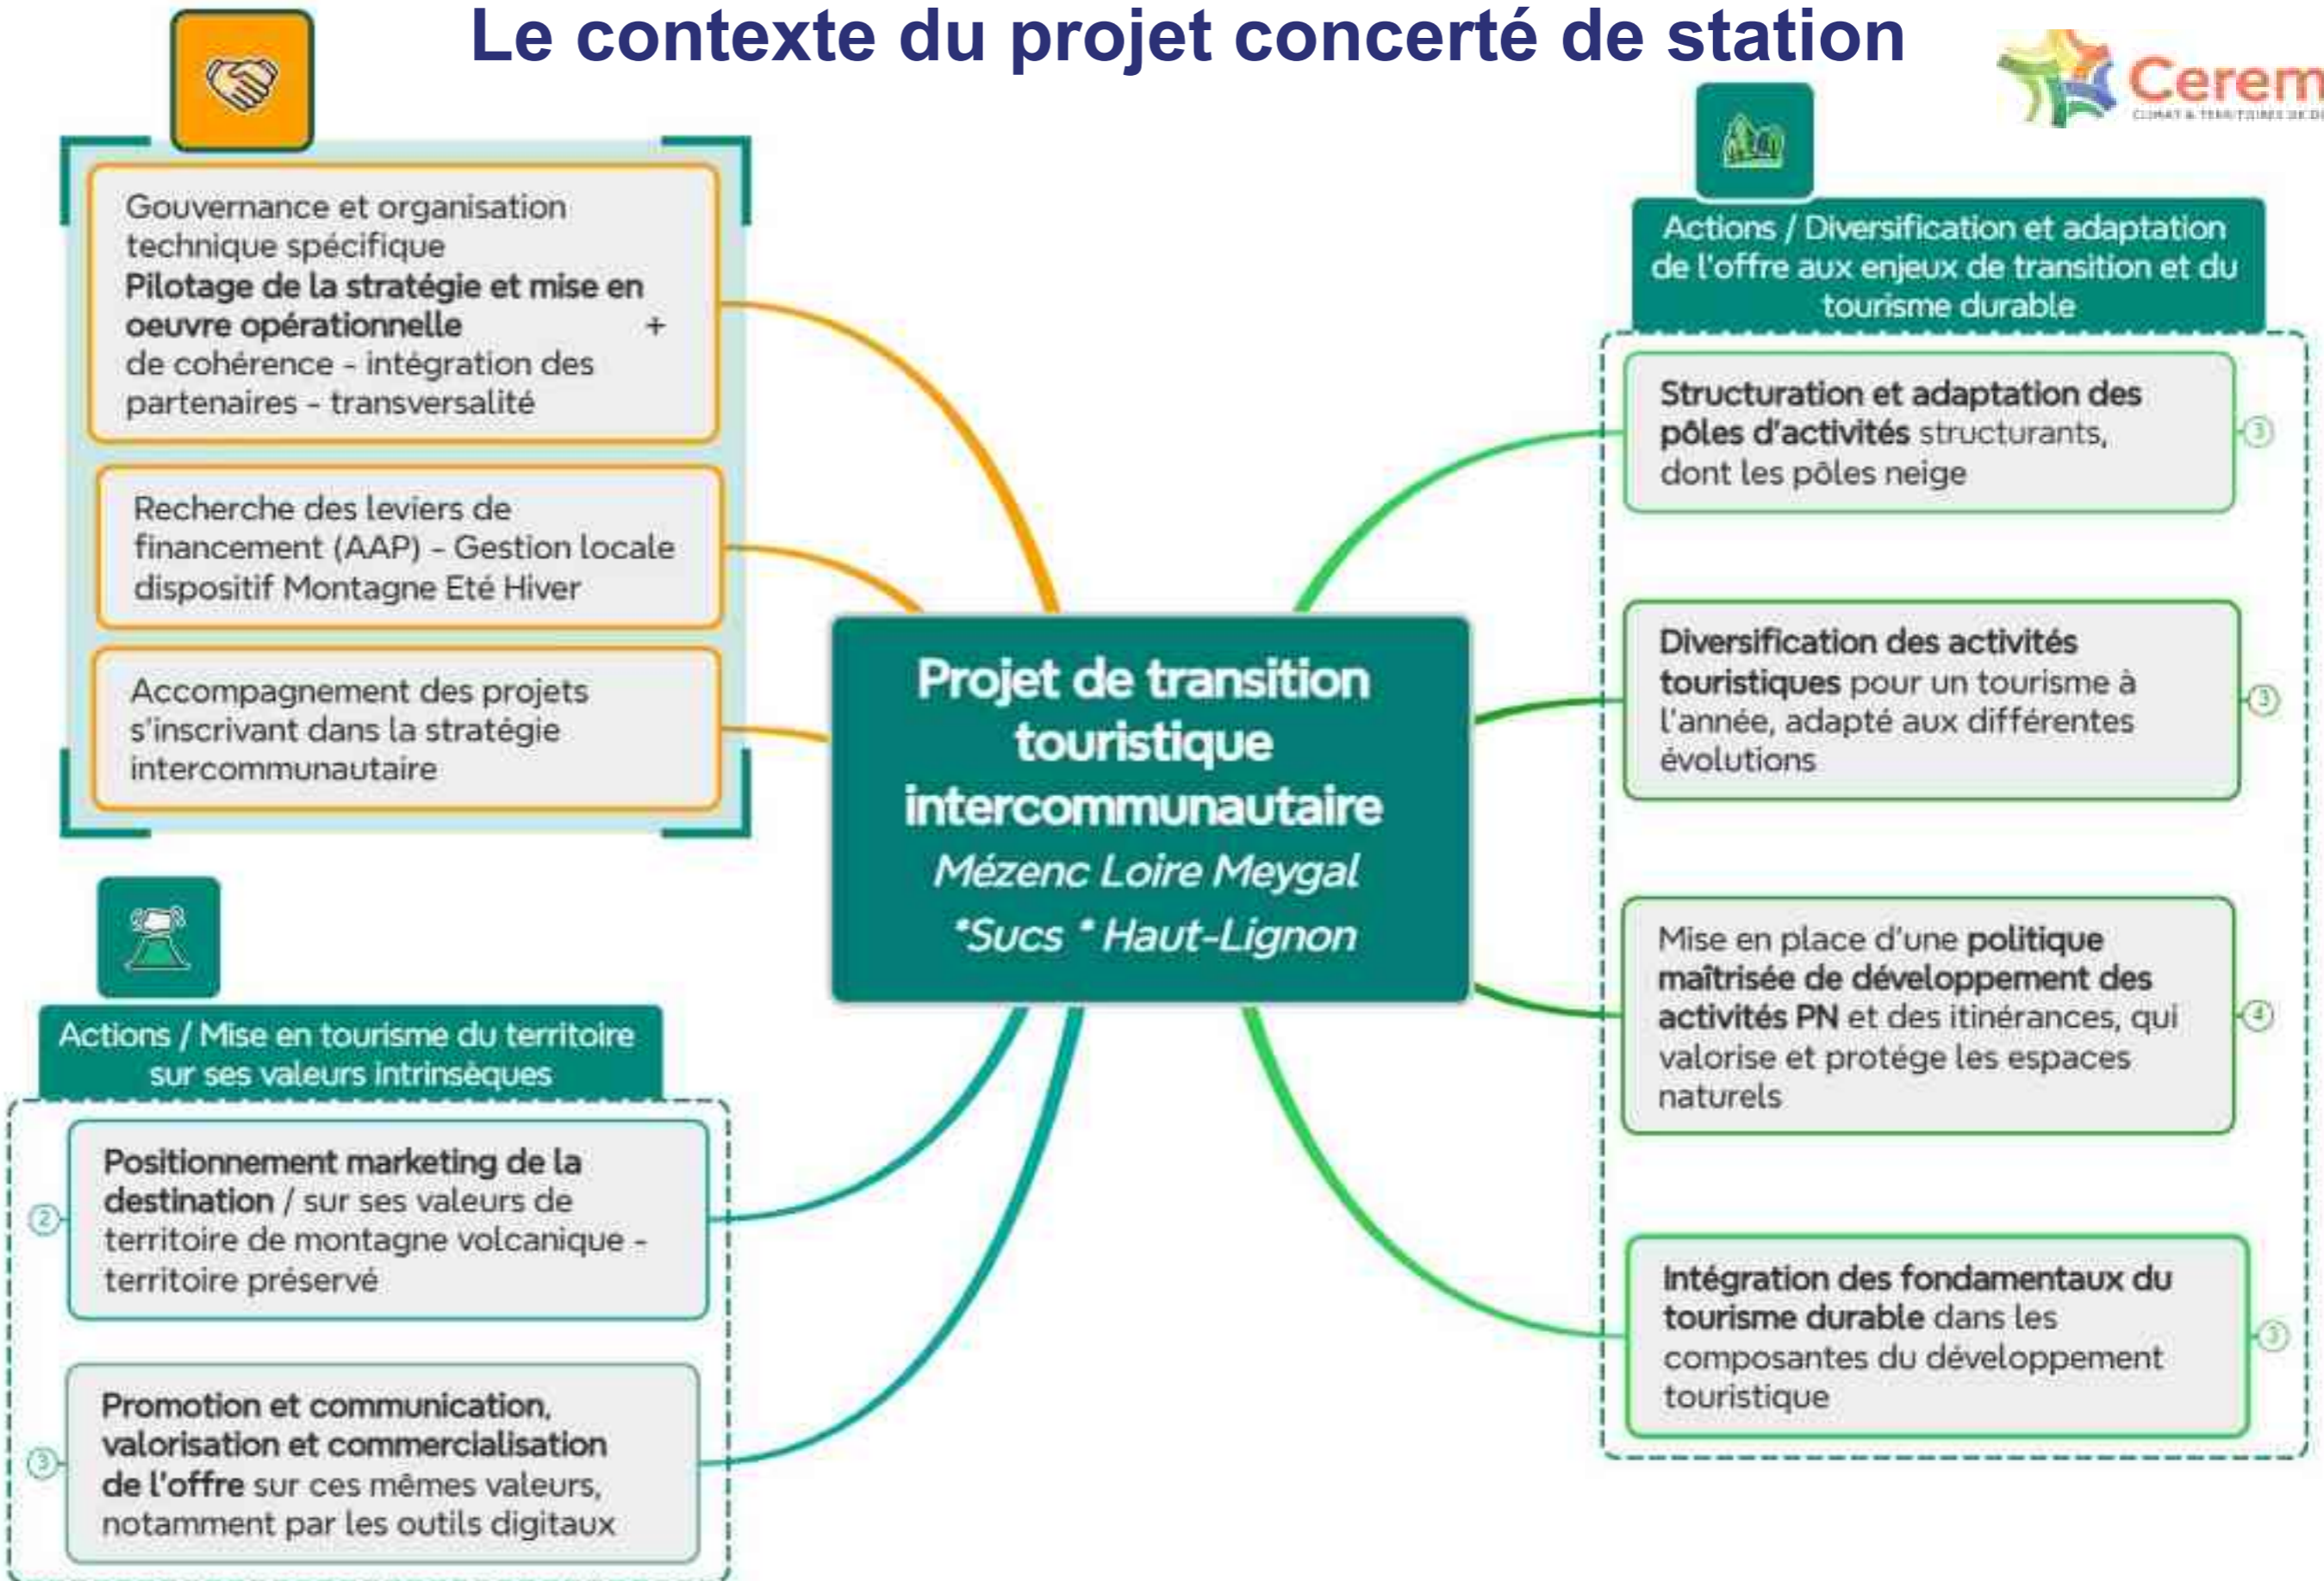 Le contexte du projet concerté de station
Cerem
Gouvernance et organisation
technique spécifique
Pilotage de la stratégie et mise en
oeuvre opérationnelle +
de cohérence - intégration des
partenaires - transversalité
Recherche des leviers de
financement (AAP) - Gestion locale
dispositif Montagne Eté Hiver
Accompagnement des projets
s'inscrivant dans la stratégie
intercommunautaire
Projet de transition
touristique
intercommunautaire
Mézenc Loire Meygal
*Sucs * Haut-Lignon
Actions / Mise en tourisme du territoire
sur ses valeurs intrinsèques
Positionnement marketing de la
destination / sur ses valeurs de
territoire de montagne volcanique -
territoire préservé
2
Promotion et communication,
valorisation et commercialisation
de l'offre sur ces mêmes valeurs,
notamment par les outils digitaux
3
Actions / Diversification et adaptation
de l'offre aux enjeux de transition et du
tourisme durable
Structuration et adaptation des
pôles d'activités structurants,
dont les pôles neige
3
Diversification des activités
touristiques pour un tourisme à
l'année, adapté aux différentes
évolutions
3
Mise en place d'une politique
maîtrisée de développement des
activités PN et des itinérances, qui
valorise et protége les espaces
naturels
4
Intégration des fondamentaux du
tourisme durable dans les
composantes du développement
touristique
3